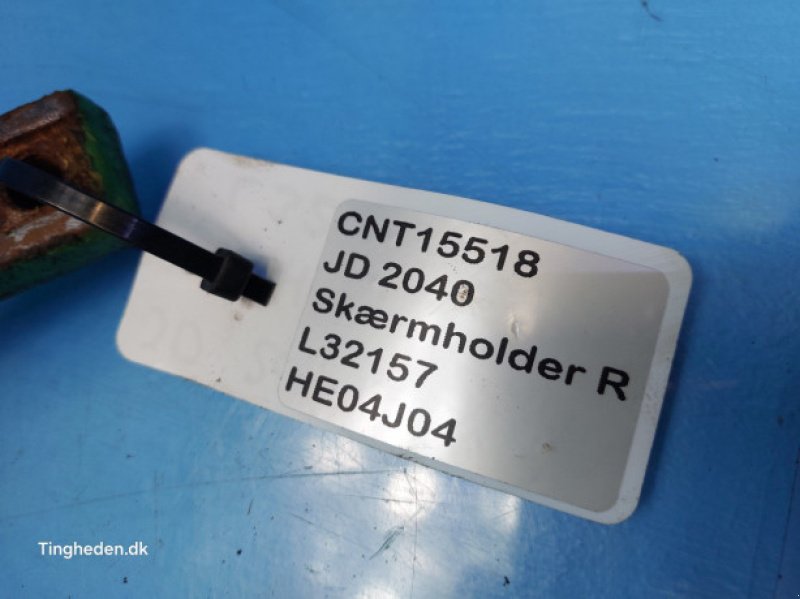 CNT15518
JD 2040
Skærmholder R
L32157
HE04J04
Tingheden.dk